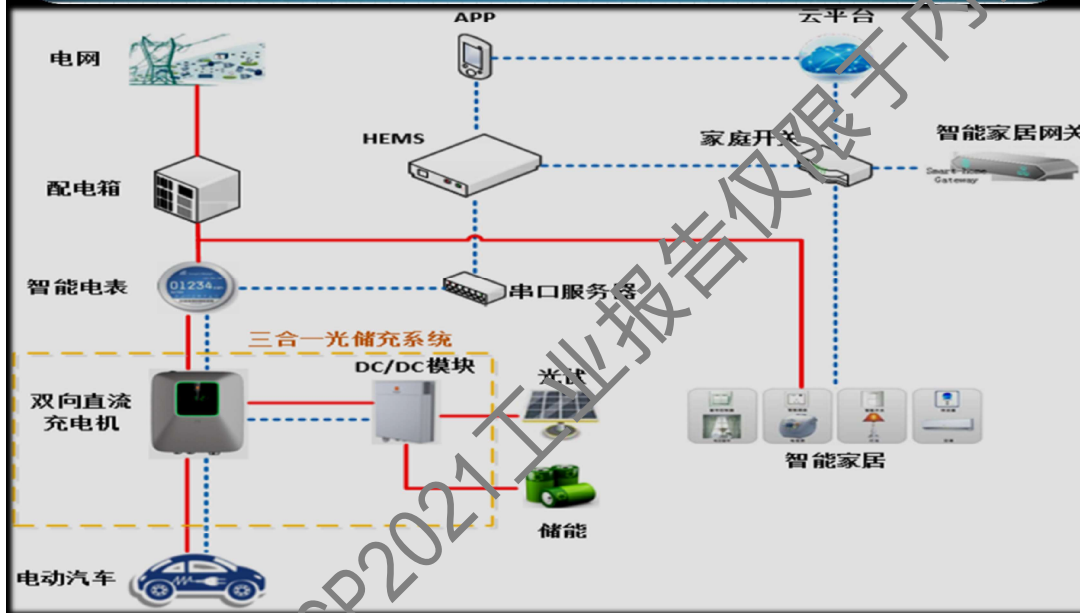 APP
云平台
电网
HEMS
家庭开关
智能家居网关
Smart home
Gateway
配电箱
智能电表
01234
串口服务器
三合一光储充系统
DC/DC模块
光伏
双向直流
充电机
智能家居
储能
电动汽车
SP2021工业报告仅限于内